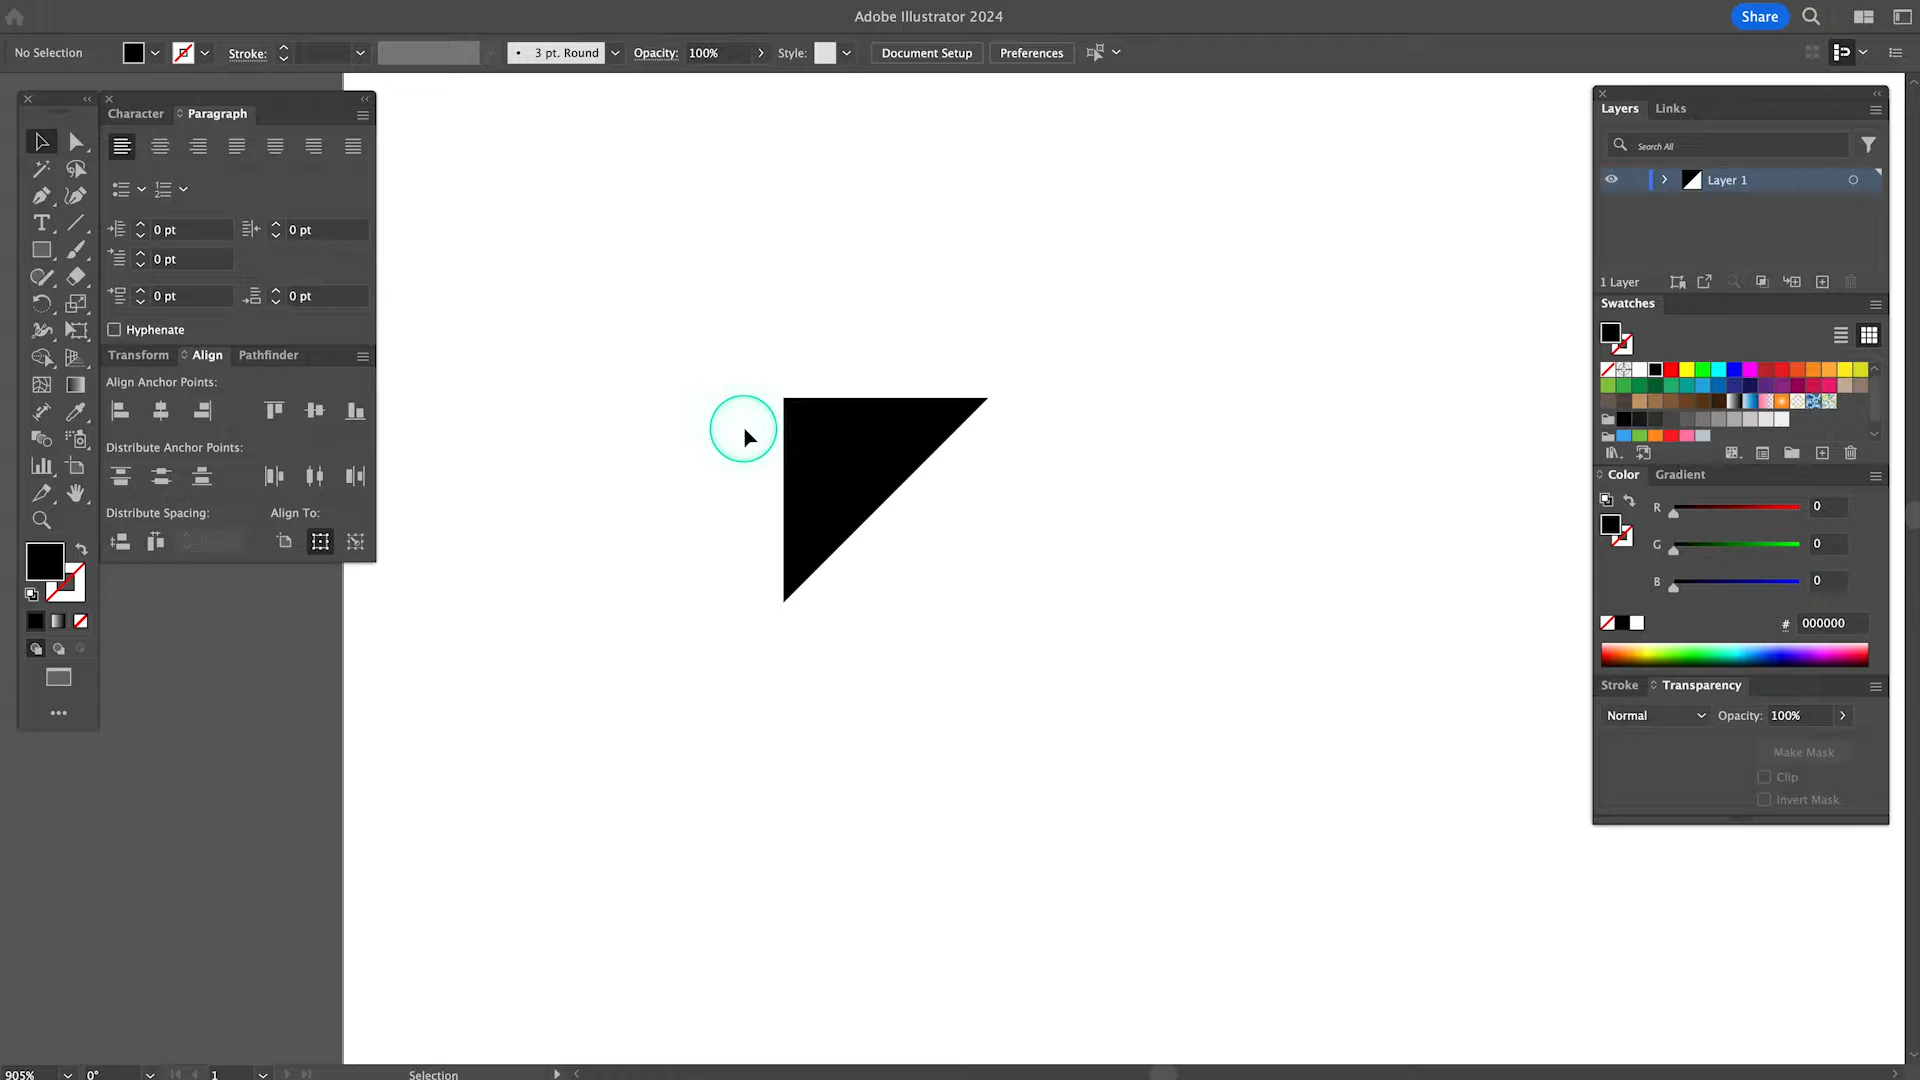 Adobe Illustrator 2024
Share
No Selection
Stroke:
3 pt. Round
Opacity: 100%
Style:
Document Setup
Preferences
Character
Paragraph
0 pt
0 pt
0 pt
0 pt
0 pt
Hyphenate
Transform
Align
Pathfinder
Align Anchor Points:
Distribute Anchor Points:
Distribute Spacing:
Align To:
Layers
Links
Search All
Layer 1
1 Layer
Swatches
Color
Gradient
R
0
G
0
B
0
# 000000
Stroke
Transparency
Normal
Opacity: 100%
Make Mask
Clip
Invert Mask
905%
0°
1
Selection